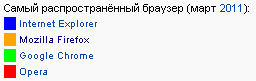 Самый распространённый браузер (март 2011):
Internet Explorer
Mozilla Firefox
Google Chrome
Opera